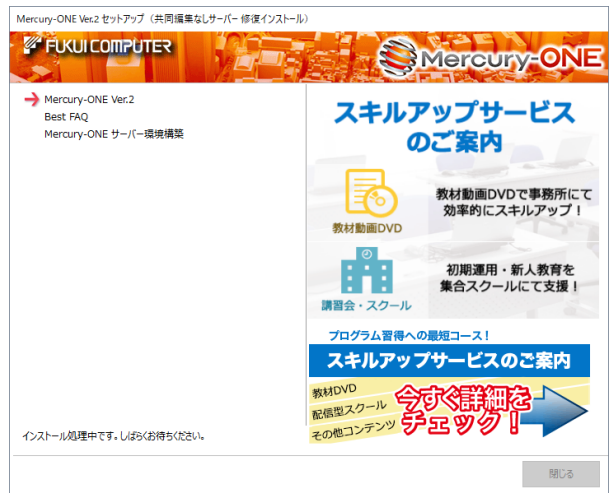 Mercury-ONE Ver.2 セットアップ（共同編集なしサーバー 修復インストール）
FUKUI COMPUTER
Mercury-ONE
Mercury-ONE Ver.2
Best FAQ
Mercury-ONE サーバー環境構築
スキルアップサービス
のご案内
教材動画DVD
教材動画DVDで事務所にて
効率的にスキルアップ！
講習会・スクール
初期運用・新人教育を
集合スクールにて支援！
プログラム習得への最短コース！
スキルアップサービスのご案内
教材DVD
配信型スクール
その他コンテンツ
今すぐ詳細を
チェック！
インストール処理中です。しばらくお待ちください。
閉じる